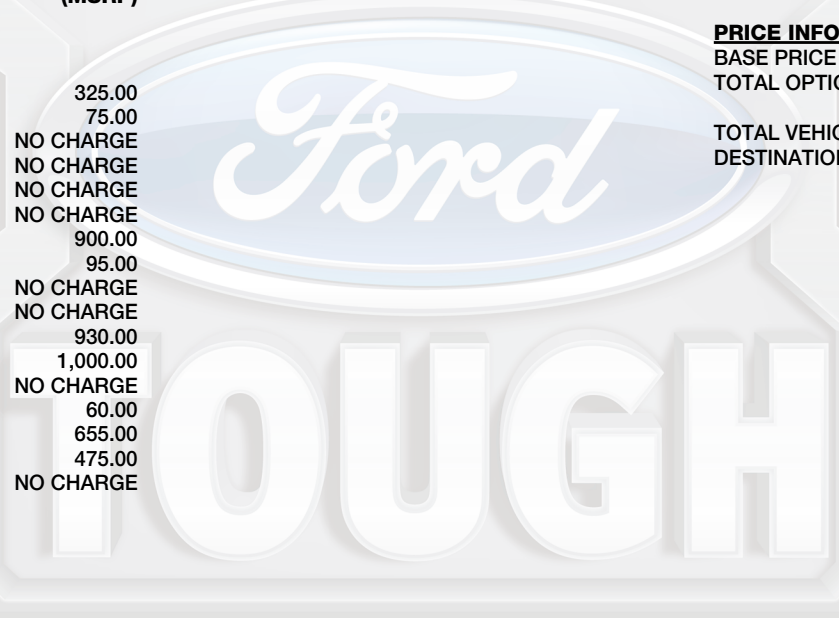 (MSRP)
325.00
75.00
NO CHARGE
NO CHARGE
NO CHARGE
NO CHARGE
900.00
95.00
NO CHARGE
NO CHARGE
930.00
1,000.00
NO CHARGE
60.00
655.00
475.00
NO CHARGE
PRICE INFO
BASE PRICE
TOTAL OPTIO
TOTAL VEHIC
DESTINATION
Ford
TOUGH